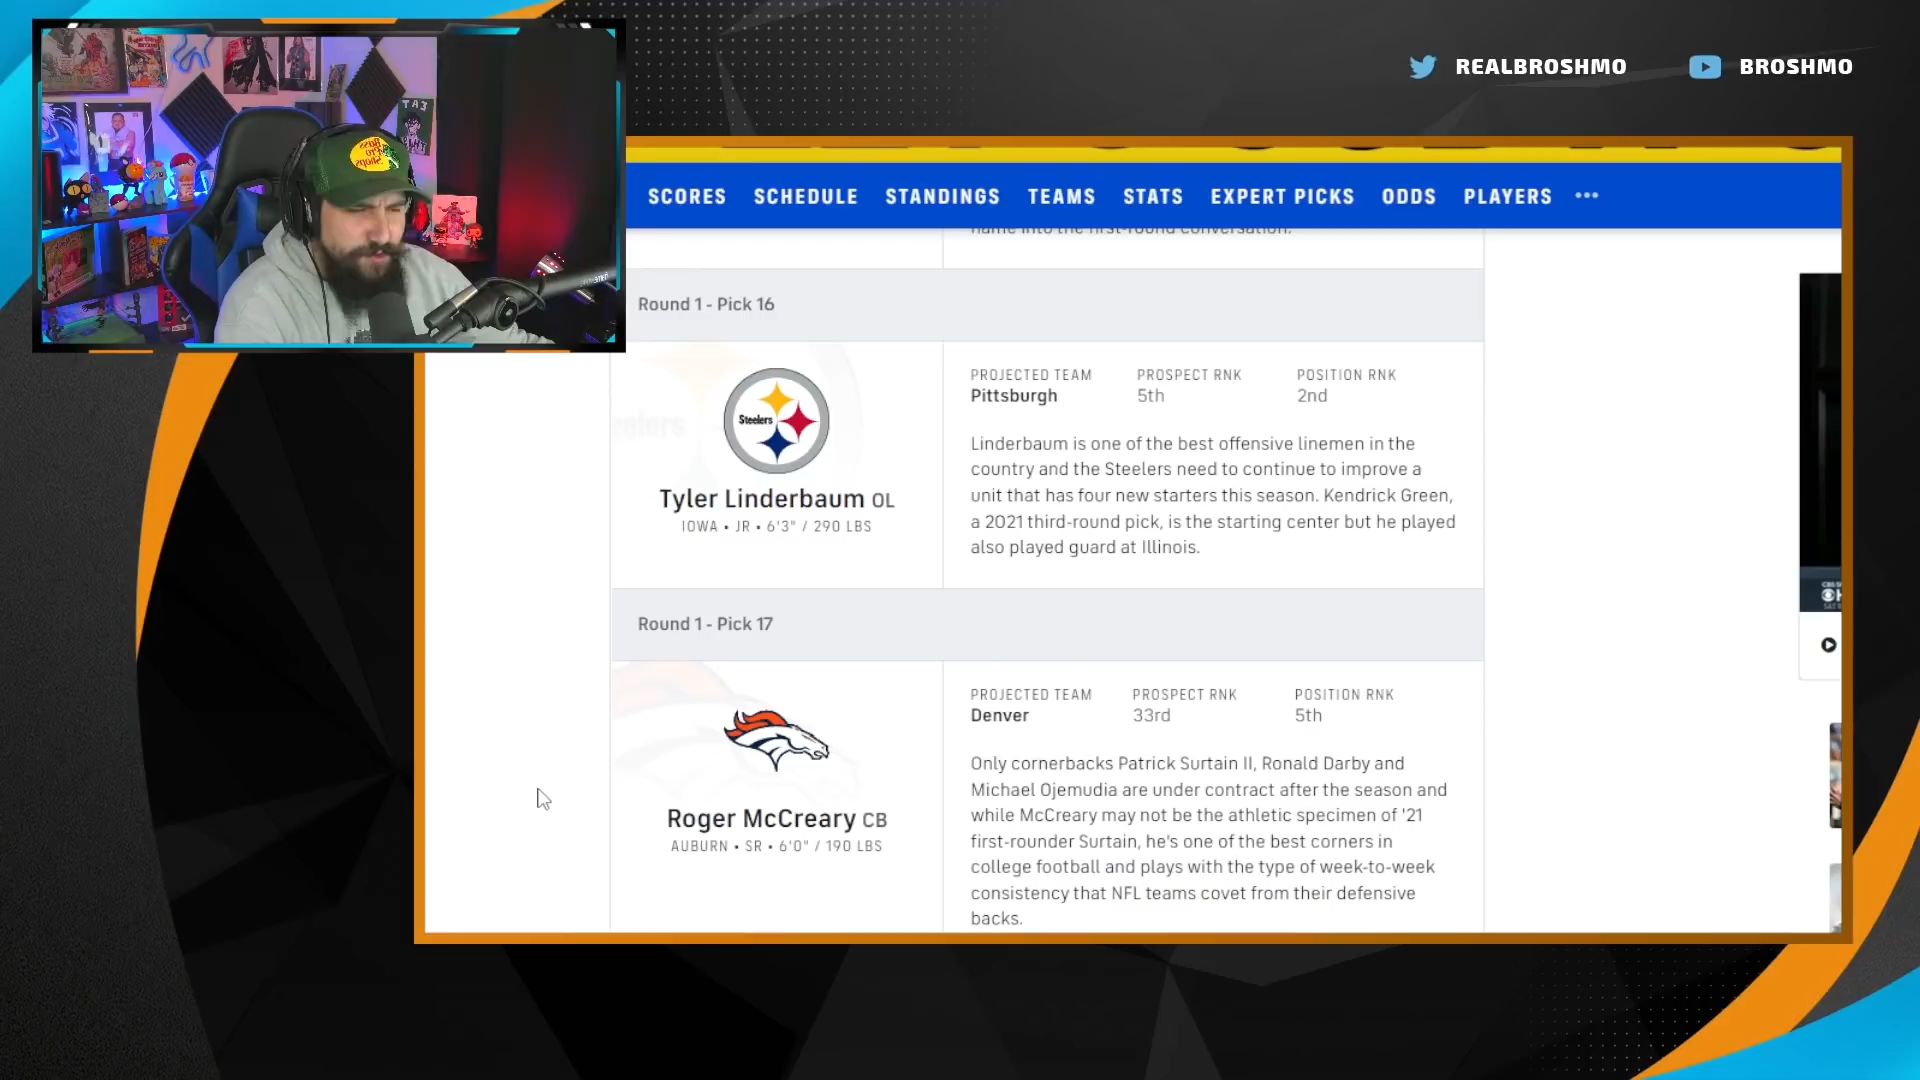 REALBROSHMO
BROSHMO
SCORES SCHEDULE STANDINGS TEAMS STATS EXPERT PICKS ODDS PLAYERS •••
name into the first-round conversation.
Round 1 - Pick 16
Steelers
Tyler Linderbaum OL
IOWA • JR • 6'3" / 290 LBS
PROJECTED TEAM PROSPECT RNK POSITION RNK
Pittsburgh 5th 2nd
Linderbaum is one of the best offensive linemen in the
country and the Steelers need to continue to improve a
unit that has four new starters this season. Kendrick Green,
a 2021 third-round pick, is the starting center but he played
also played guard at Illinois.
Round 1 - Pick 17
Roger McCreary CB
AUBURN • SR • 6'0" / 190 LBS
PROJECTED TEAM PROSPECT RNK POSITION RNK
Denver 33rd 5th
Only cornerbacks Patrick Surtain II, Ronald Darby and
Michael Ojemudia are under contract after the season and
while McCreary may not be the athletic specimen of '21
first-rounder Surtain, he's one of the best corners in
college football and plays with the type of week-to-week
consistency that NFL teams covet from their defensive
backs.